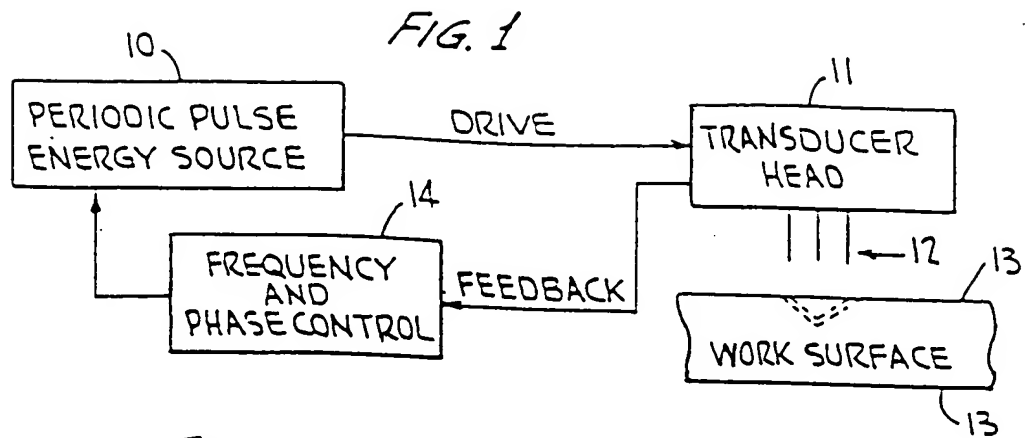 FIG. 1
10
PERIODIC PULSE
ENERGY SOURCE
DRIVE
11
TRANSDUCER
HEAD
14
FREQUENCY
AND
PHASE CONTROL
FEEDBACK
12
13
WORK SURFACE
13